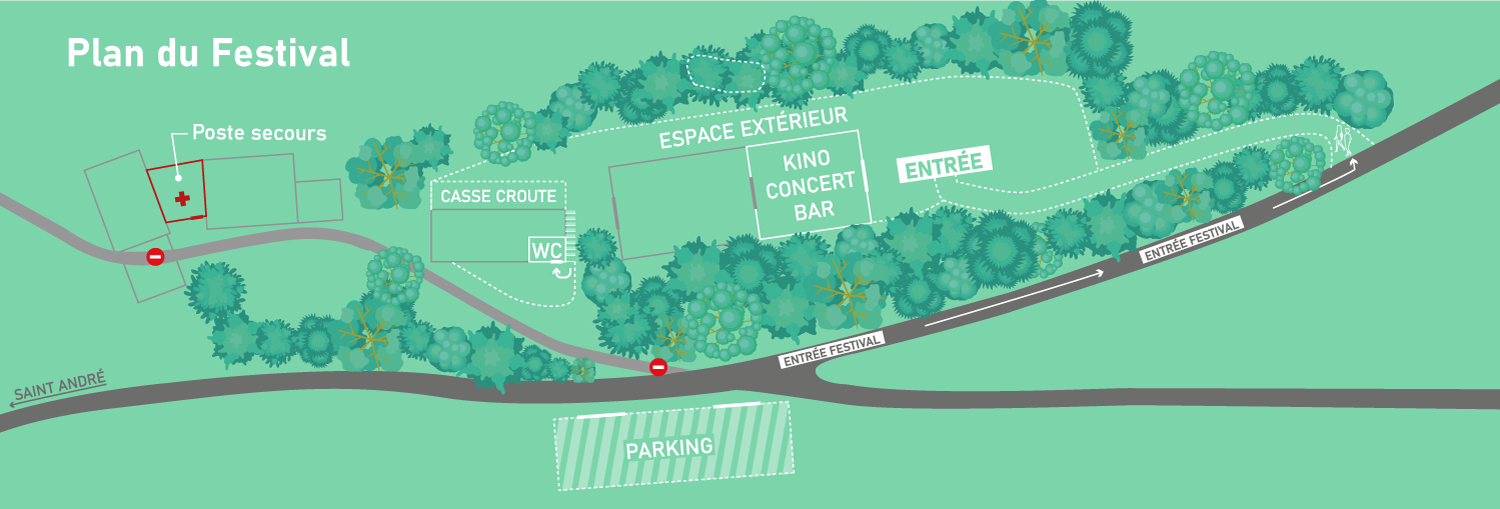 Plan du Festival
Poste secours
ESPACE EXTÉRIEUR
KINO
CONCERT
BAR
ENTRÉE
CASSE CROUTE
WC
ENTRÉE FESTIVAL
ENTRÉE FESTIVAL
SAINT ANDRÉ
PARKING